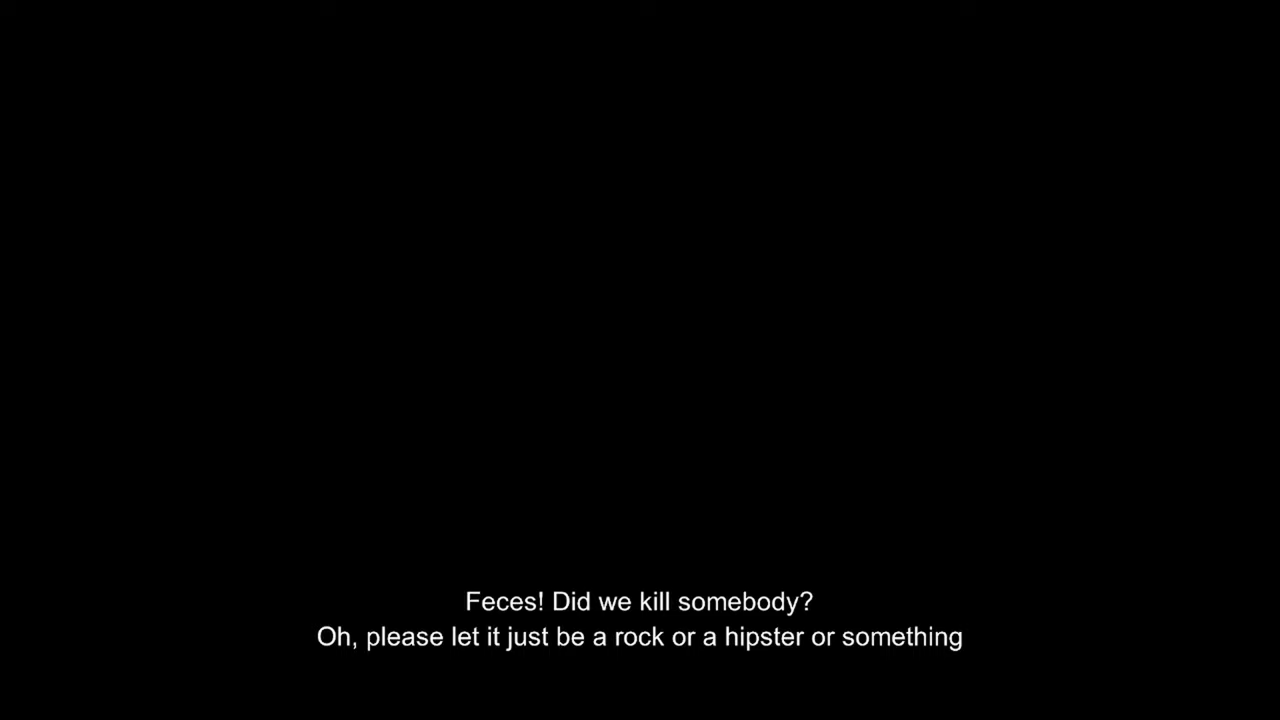 Feces! Did we kill somebody?
Oh, please let it just be a rock or a hipster or something